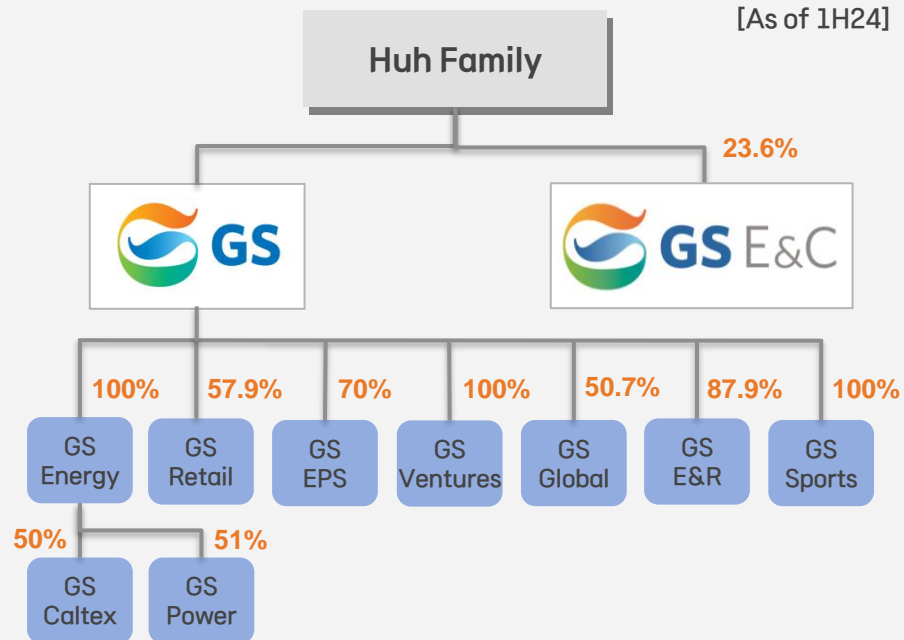 [As of 1H24]
Huh Family
23.6%
GS
GS E&C
100%
57.9%
70%
100%
50.7%
87.9%
100%
GS
Energy
GS
Retail
GS
EPS
GS
Ventures
GS
Global
GS
E&R
GS
Sports
50%
51%
GS
Caltex
GS
Power